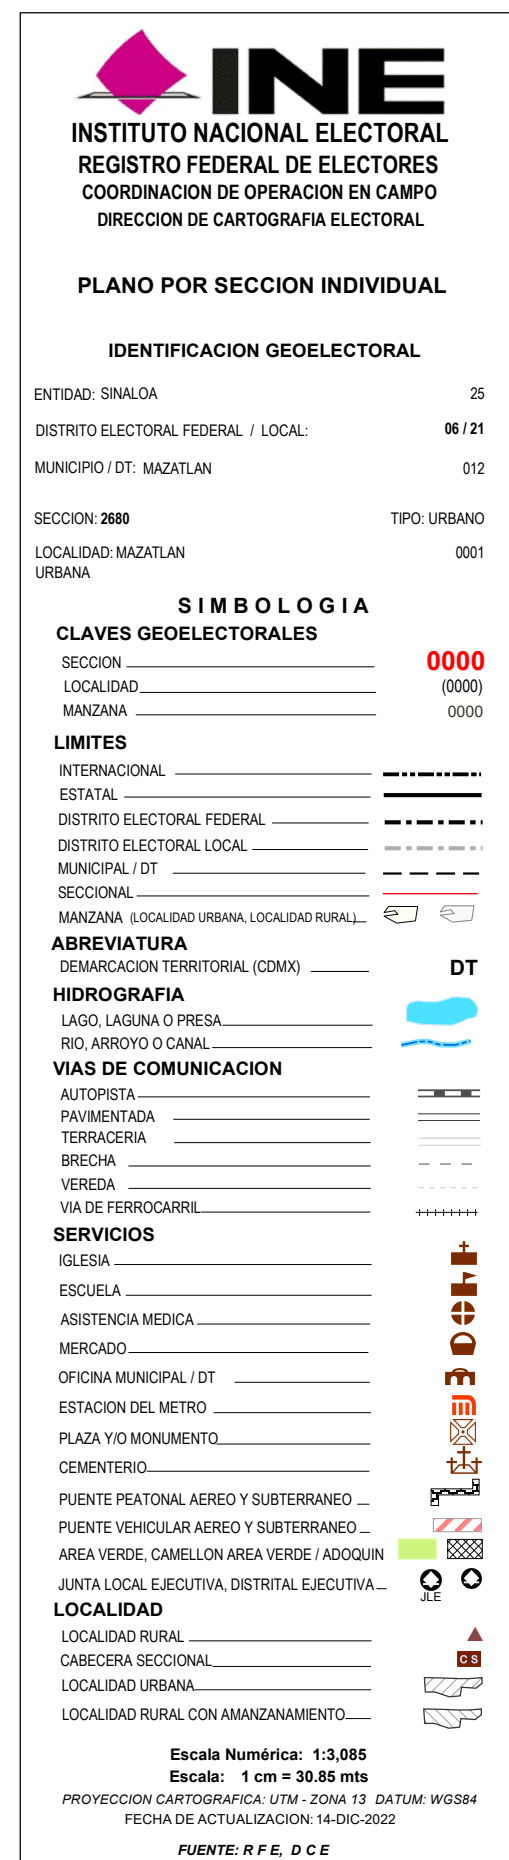 INE
INSTITUTO NACIONAL ELECTORAL
REGISTRO FEDERAL DE ELECTORES
COORDINACION DE OPERACION EN CAMPO
DIRECCION DE CARTOGRAFIA ELECTORAL
PLANO POR SECCION INDIVIDUAL
IDENTIFICACION GEOELECTORAL
ENTIDAD: SINALOA 25
DISTRITO ELECTORAL FEDERAL / LOCAL: 06 / 21
MUNICIPIO / DT: MAZATLAN 012
SECCION: 2680 TIPO: URBANO
LOCALIDAD: MAZATLAN 0001
URBANA
SIMBOLOGIA
CLAVES GEOELECTORALES
SECCION 0000
LOCALIDAD (0000)
MANZANA 0000
LIMITES
INTERNACIONAL
ESTATAL
DISTRITO ELECTORAL FEDERAL
DISTRITO ELECTORAL LOCAL
MUNICIPAL / DT
SECCIONAL
MANZANA (LOCALIDAD URBANA, LOCALIDAD RURAL)
ABREVIATURA
DEMARCACION TERRITORIAL (CDMX) DT
HIDROGRAFIA
LAGO, LAGUNA O PRESA
RIO, ARROYO O CANAL
VIAS DE COMUNICACION
AUTOPISTA
PAVIMENTADA
TERRACERIA
BRECHA
VEREDA
VIA DE FERROCARRIL
SERVICIOS
IGLESIA
ESCUELA
ASISTENCIA MEDICA
MERCADO
OFICINA MUNICIPAL / DT
ESTACION DEL METRO
PLAZA Y/O MONUMENTO
CEMENTERIO
PUENTE PEATONAL AEREO Y SUBTERRANEO
PUENTE VEHICULAR AEREO Y SUBTERRANEO
AREA VERDE, CAMELLON AREA VERDE / ADOQUIN
JUNTA LOCAL EJECUTIVA, DISTRITAL EJECUTIVA
JLE
LOCALIDAD
LOCALIDAD RURAL
CABECERA SECCIONAL C S
LOCALIDAD URBANA
LOCALIDAD RURAL CON AMANZANAMIENTO
Escala Numérica: 1:3,085
Escala: 1 cm = 30.85 mts
PROYECCION CARTOGRAFICA: UTM - ZONA 13 DATUM: WGS84
FECHA DE ACTUALIZACION: 14-DIC-2022
FUENTE: R F E, D C E